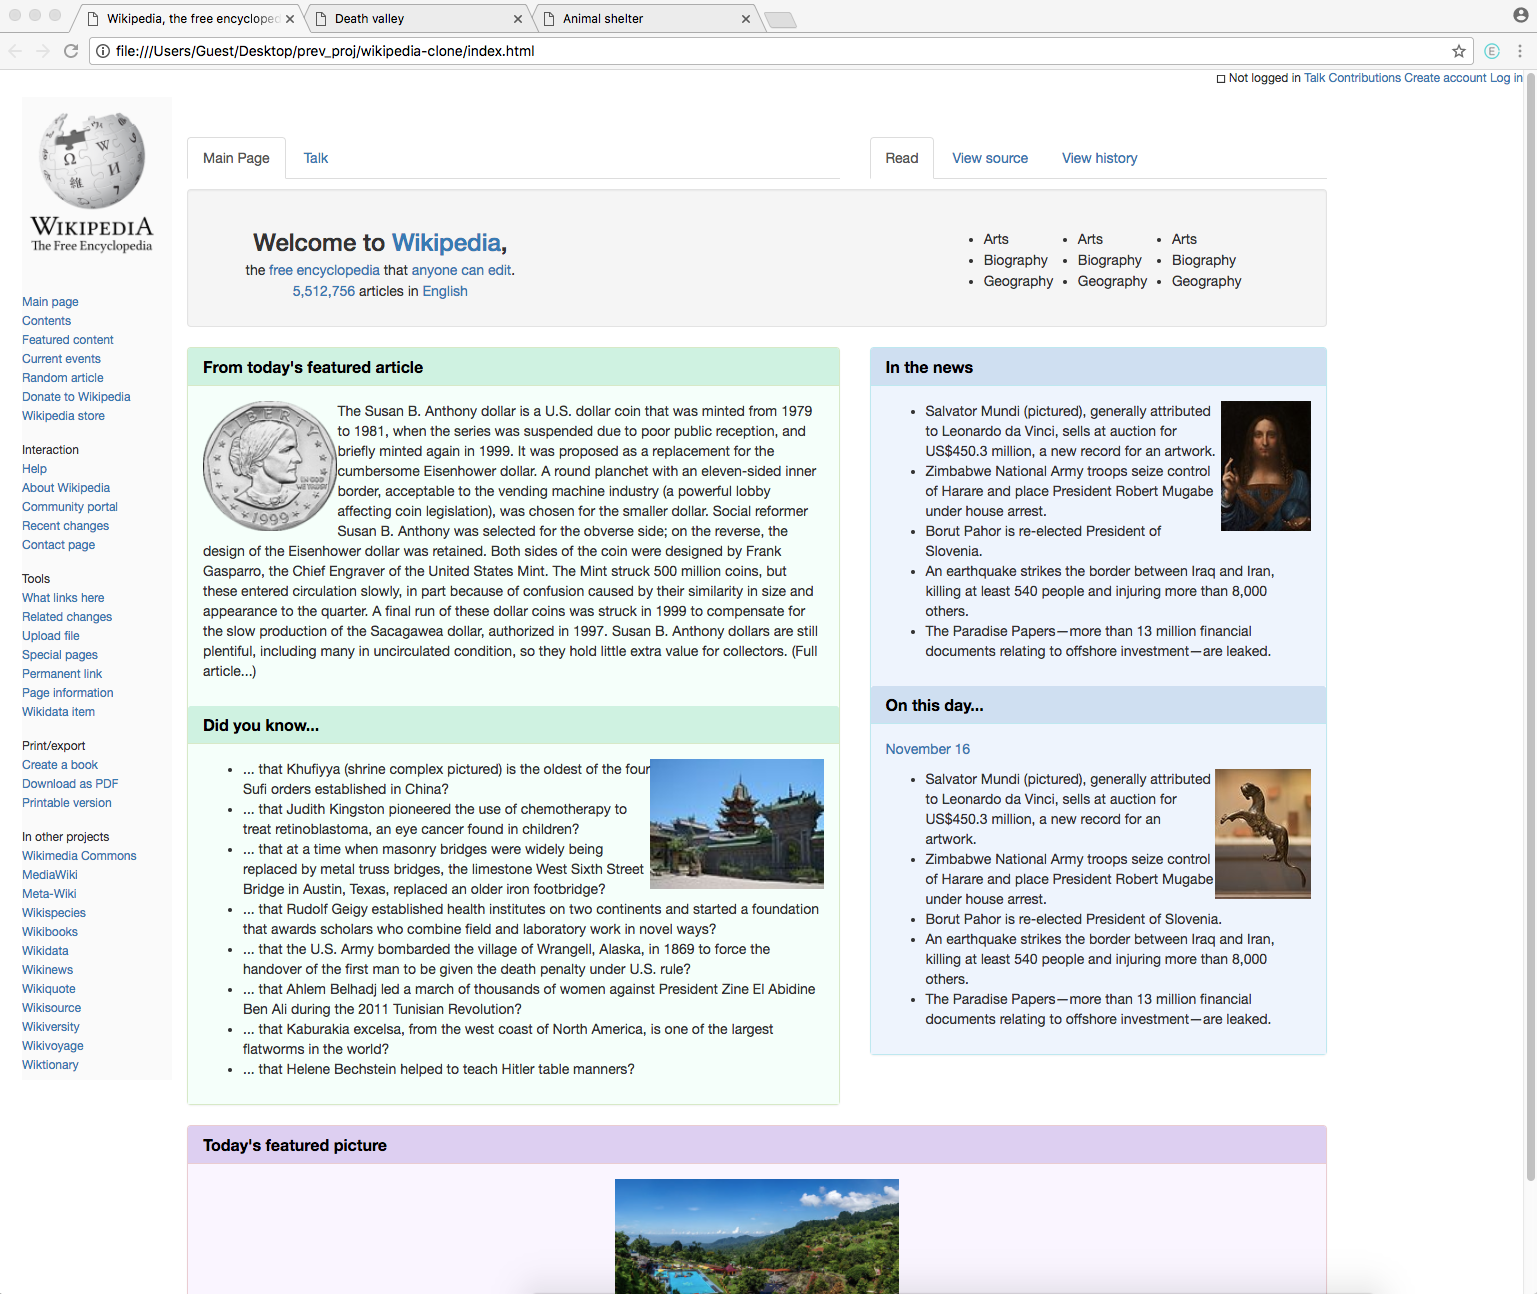 Wikipedia, the free encycloped
Death valley
Animal shelter
file:///Users/Guest/Desktop/prev_proj/wikipedia-clone/index.html
E
Not logged in Talk Contributions Create account Log in
WIKIPEDIA
The Free Encyclopedia
Main page
Contents
Featured content
Current events
Random article
Donate to Wikipedia
Wikipedia store
Interaction
Help
About Wikipedia
Community portal
Recent changes
Contact page
Tools
What links here
Related changes
Upload file
Special pages
Permanent link
Page information
Wikidata item
Print/export
Create a book
Download as PDF
Printable version
In other projects
Wikimedia Commons
MediaWiki
Meta-Wiki
Wikispecies
Wikibooks
Wikidata
Wikinews
Wikiquote
Wikisource
Wikiversity
Wikivoyage
Wiktionary
Main Page Talk
Read View source View history
Welcome to Wikipedia,
the free encyclopedia that anyone can edit.
5,512,756 articles in English
Arts
Biography
Geography
Arts
Biography
Geography
Arts
Biography
Geography
From today's featured article
LIBERTY
IN GOD
WE TRUST
1999
The Susan B. Anthony dollar is a U.S. dollar coin that was minted from 1979
to 1981, when the series was suspended due to poor public reception, and
briefly minted again in 1999. It was proposed as a replacement for the
cumbersome Eisenhower dollar. A round planchet with an eleven-sided inner
border, acceptable to the vending machine industry (a powerful lobby
affecting coin legislation), was chosen for the smaller dollar. Social reformer
Susan B. Anthony was selected for the obverse side; on the reverse, the
design of the Eisenhower dollar was retained. Both sides of the coin were designed by Frank
Gasparro, the Chief Engraver of the United States Mint. The Mint struck 500 million coins, but
these entered circulation slowly, in part because of confusion caused by their similarity in size and
appearance to the quarter. A final run of these dollar coins was struck in 1999 to compensate for
the slow production of the Sacagawea dollar, authorized in 1997. Susan B. Anthony dollars are still
plentiful, including many in uncirculated condition, so they hold little extra value for collectors. (Full
article...)
Did you know...
... that Khufiyya (shrine complex pictured) is the oldest of the four
Sufi orders established in China?
... that Judith Kingston pioneered the use of chemotherapy to
treat retinoblastoma, an eye cancer found in children?
... that at a time when masonry bridges were widely being
replaced by metal truss bridges, the limestone West Sixth Street
Bridge in Austin, Texas, replaced an older iron footbridge?
... that Rudolf Geigy established health institutes on two continents and started a foundation
that awards scholars who combine field and laboratory work in novel ways?
... that the U.S. Army bombarded the village of Wrangell, Alaska, in 1869 to force the
handover of the first man to be given the death penalty under U.S. rule?
... that Ahlem Belhadj led a march of thousands of women against President Zine El Abidine
Ben Ali during the 2011 Tunisian Revolution?
... that Kaburakia excelsa, from the west coast of North America, is one of the largest
flatworms in the world?
... that Helene Bechstein helped to teach Hitler table manners?
In the news
Salvator Mundi (pictured), generally attributed
to Leonardo da Vinci, sells at auction for
US$450.3 million, a new record for an artwork.
Zimbabwe National Army troops seize control
of Harare and place President Robert Mugabe
under house arrest.
Borut Pahor is re-elected President of
Slovenia.
An earthquake strikes the border between Iraq and Iran,
killing at least 540 people and injuring more than 8,000
others.
The Paradise Papers—more than 13 million financial
documents relating to offshore investment—are leaked.
On this day...
November 16
Salvator Mundi (pictured), generally attributed
to Leonardo da Vinci, sells at auction for
US$450.3 million, a new record for an
artwork.
Zimbabwe National Army troops seize control
of Harare and place President Robert Mugabe
under house arrest.
Borut Pahor is re-elected President of Slovenia.
An earthquake strikes the border between Iraq and Iran,
killing at least 540 people and injuring more than 8,000
others.
The Paradise Papers—more than 13 million financial
documents relating to offshore investment—are leaked.
Today's featured picture